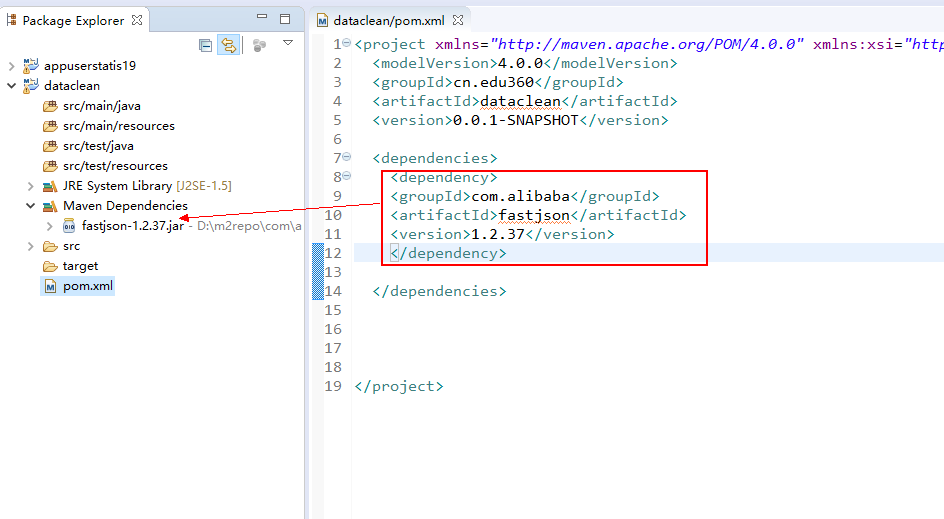 Package Explorer
appuserstatis19
dataclean
src/main/java
src/main/resources
src/test/java
src/test/resources
JRE System Library [J2SE-1.5]
Maven Dependencies
fastjson-1.2.37.jar - D:\m2repo\com\a
src
target
pom.xml
dataclean/pom.xml
1 <project xmlns="http://maven.apache.org/POM/4.0.0" xmlns:xsi="http
2 <modelVersion>4.0.0</modelVersion>
3 <groupId>cn.edu360</groupId>
4 <artifactId>dataclean</artifactId>
5 <version>0.0.1-SNAPSHOT</version>
6
7 <dependencies>
8 <dependency>
9 <groupId>com.alibaba</groupId>
10 <artifactId>fastjson</artifactId>
11 <version>1.2.37</version>
12 </dependency>
13
14 </dependencies>
15
16
17
18
19 </project>